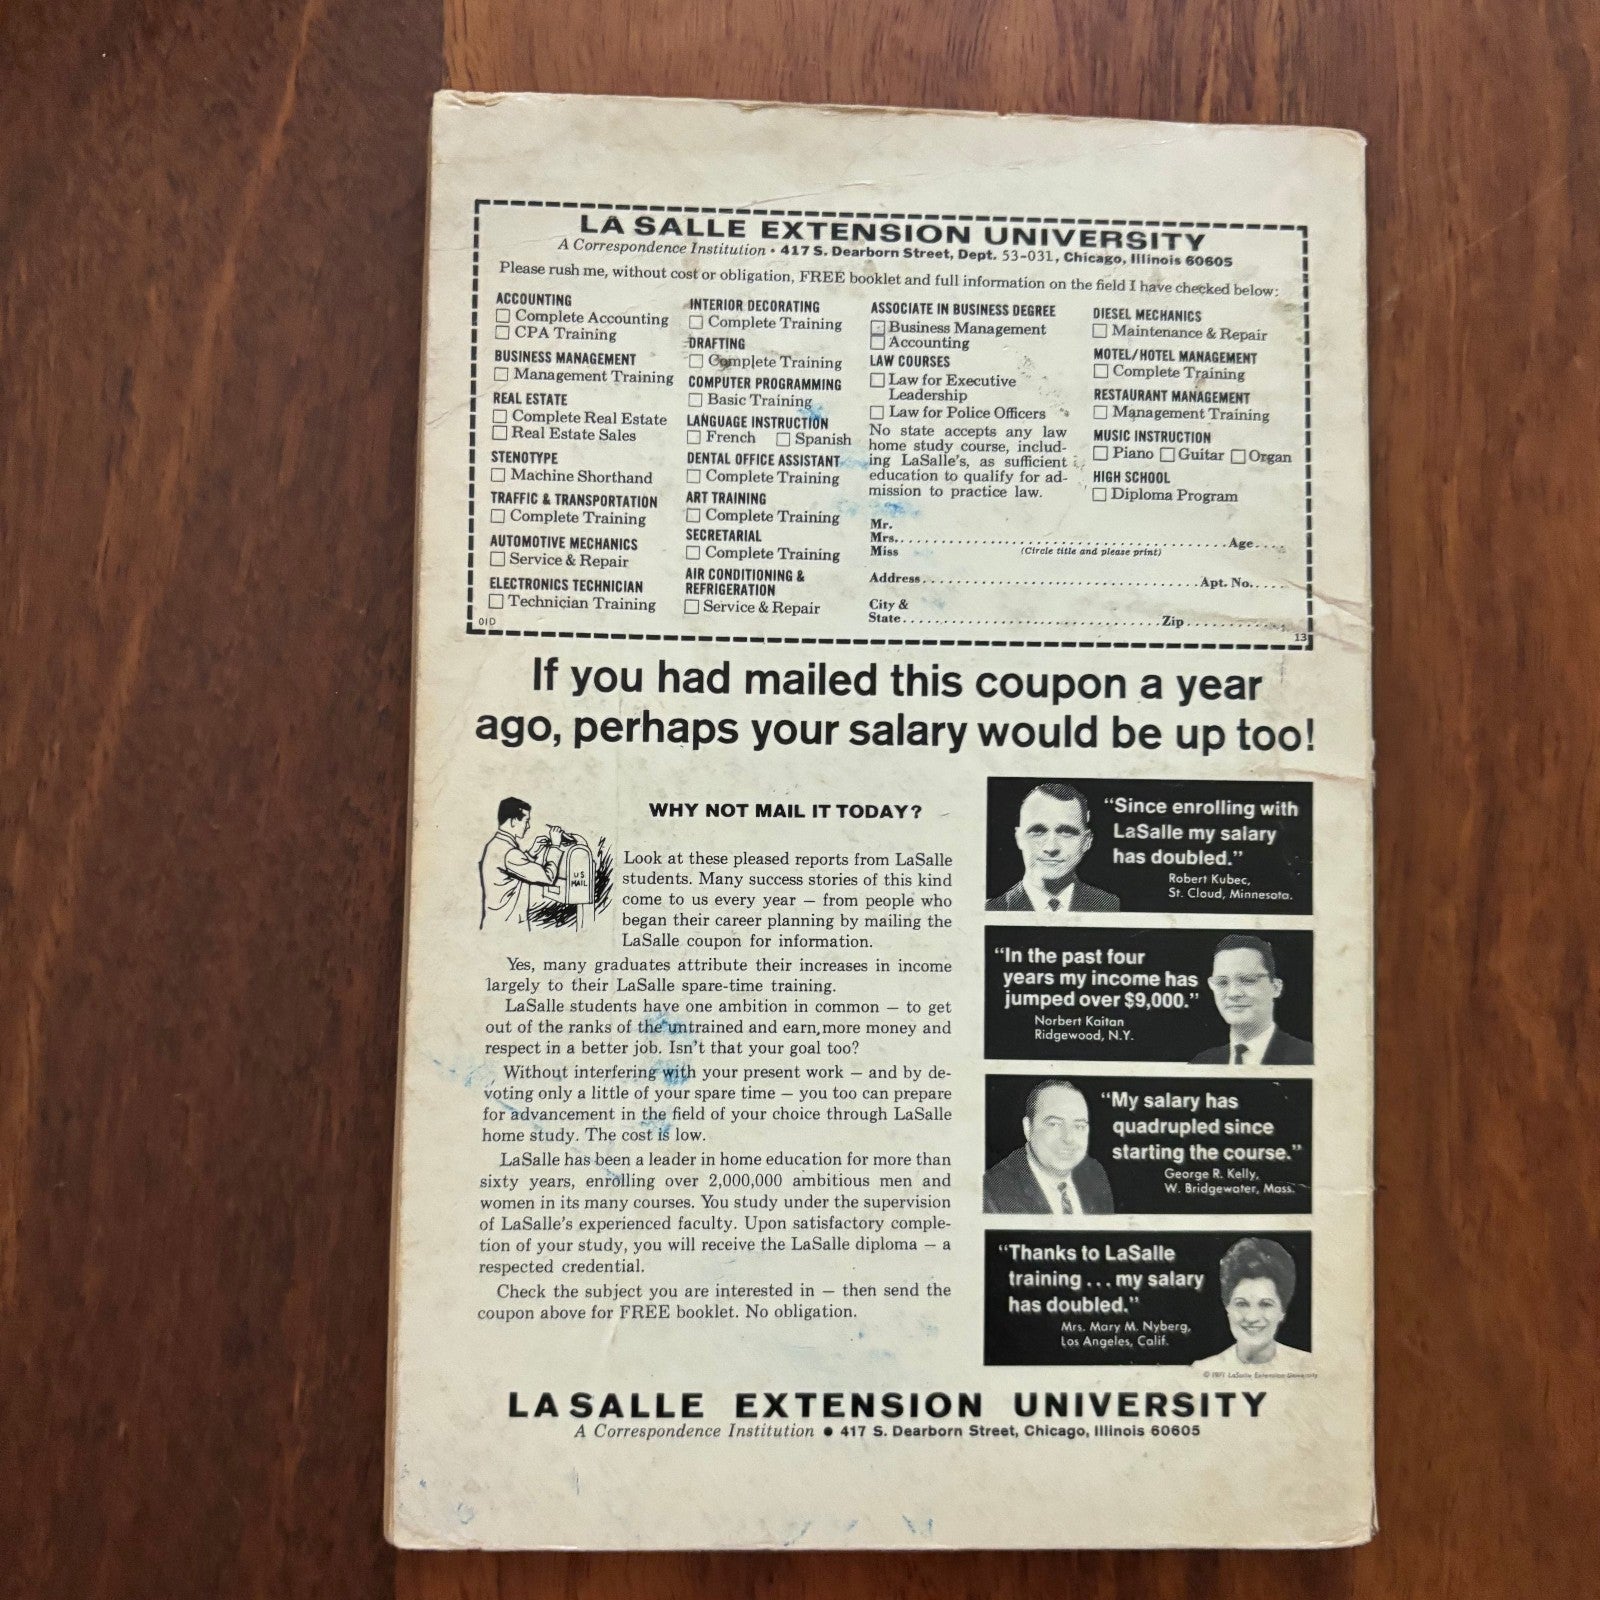 LA SALLE EXTENSION UNIVERSITY
A Correspondence Institution • 417 S. Dearborn Street, Dept. 53-031, Chicago, Illinois 60605
Please rush me, without cost or obligation, FREE booklet and full information on the field I have checked below:
ACCOUNTING
Complete Accounting
CPA Training
BUSINESS MANAGEMENT
Management Training
REAL ESTATE
Complete Real Estate
Real Estate Sales
STENOTYPE
Machine Shorthand
TRAFFIC & TRANSPORTATION
Complete Training
AUTOMOTIVE MECHANICS
Service & Repair
ELECTRONICS TECHNICIAN
Technician Training
01D
INTERIOR DECORATING
Complete Training
DRAFTING
Complete Training
COMPUTER PROGRAMMING
Basic Training
LANGUAGE INSTRUCTION
French Spanish
DENTAL OFFICE ASSISTANT
Complete Training
ART TRAINING
Complete Training
SECRETARIAL
Complete Training
AIR CONDITIONING &
REFRIGERATION
Service & Repair
ASSOCIATE IN BUSINESS DEGREE
Business Management
Accounting
LAW COURSES
Law for Executive
Leadership
Law for Police Officers
No state accepts any law
home study course, includ-
ing LaSalle's, as sufficient
education to qualify for ad-
mission to practice law.
DIESEL MECHANICS
Maintenance & Repair
MOTEL/HOTEL MANAGEMENT
Complete Training
RESTAURANT MANAGEMENT
Management Training
MUSIC INSTRUCTION
Piano Guitar Organ
HIGH SCHOOL
Diploma Program
Mr.
Mrs. Age
Miss (Circle title and please print)
Address Apt. No.
City &
State Zip
13
If you had mailed this coupon a year
ago, perhaps your salary would be up too!
WHY NOT MAIL IT TODAY?
U S
MAIL
Look at these pleased reports from LaSalle
students. Many success stories of this kind
come to us every year — from people who
began their career planning by mailing the
LaSalle coupon for information.
Yes, many graduates attribute their increases in income
largely to their LaSalle spare-time training.
LaSalle students have one ambition in common — to get
out of the ranks of the untrained and earn more money and
respect in a better job. Isn't that your goal too?
Without interfering with your present work — and by de-
voting only a little of your spare time — you too can prepare
for advancement in the field of your choice through LaSalle
home study. The cost is low.
LaSalle has been a leader in home education for more than
sixty years, enrolling over 2,000,000 ambitious men and
women in its many courses. You study under the supervision
of LaSalle's experienced faculty. Upon satisfactory comple-
tion of your study, you will receive the LaSalle diploma — a
respected credential.
Check the subject you are interested in — then send the
coupon above for FREE booklet. No obligation.
"Since enrolling with
LaSalle my salary
has doubled."
Robert Kubec,
St. Cloud, Minnesota.
"In the past four
years my income has
jumped over $9,000."
Norbert Kaitan
Ridgewood, N.Y.
"My salary has
quadrupled since
starting the course."
George R. Kelly,
W. Bridgewater, Mass.
"Thanks to LaSalle
training . . . my salary
has doubled."
Mrs. Mary M. Nyberg,
Los Angeles, Calif.
© 1971 LaSalle Extension University
LA SALLE EXTENSION UNIVERSITY
A Correspondence Institution • 417 S. Dearborn Street, Chicago, Illinois 60605